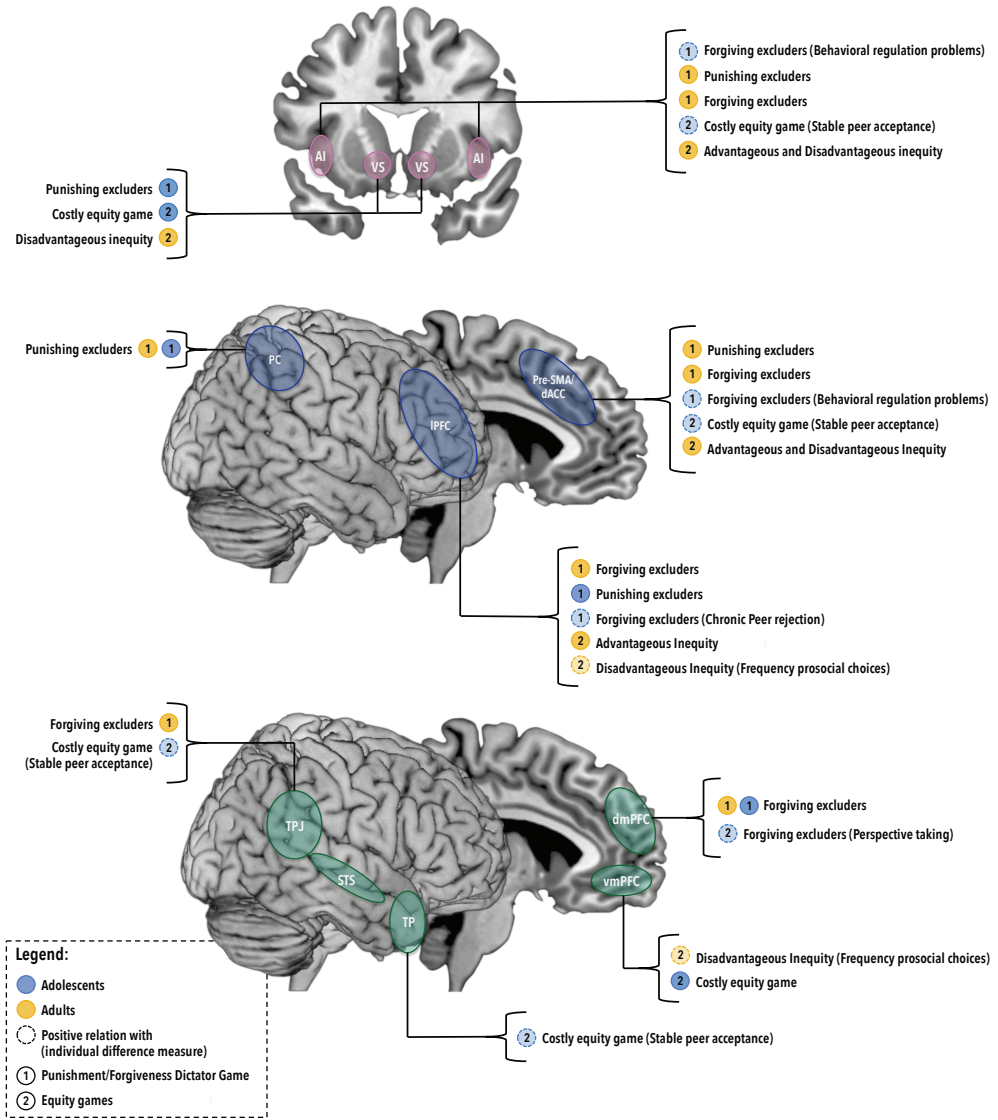 1 Forgiving excluders (Behavioral regulation problems)
1 Punishing excluders
1 Forgiving excluders
2 Costly equity game (Stable peer acceptance)
2 Advantageous and Disadvantageous inequity
AI VS VS AI
Punishing excluders 1
Costly equity game 2
Disadvantageous inequity 2
Punishing excluders 1 1
PC
lPFC
Pre-SMA/
dACC
1 Punishing excluders
1 Forgiving excluders
1 Forgiving excluders (Behavioral regulation problems)
2 Costly equity game (Stable peer acceptance)
2 Advantageous and Disadvantageous Inequity
1 Forgiving excluders
1 Punishing excluders
1 Forgiving excluders (Chronic Peer rejection)
2 Advantageous Inequity
2 Disadvantageous Inequity (Frequency prosocial choices)
Forgiving excluders 1
Costly equity game 2
(Stable peer acceptance)
TPJ
STS
TP
dmPFC
vmPFC
1 1 Forgiving excluders
2 Forgiving excluders (Perspective taking)
2 Disadvantageous Inequity (Frequency prosocial choices)
2 Costly equity game
2 Costly equity game (Stable peer acceptance)
Legend:
Adolescents
Adults
Positive relation with
(individual difference measure)
1 Punishment/Forgiveness Dictator Game
2 Equity games